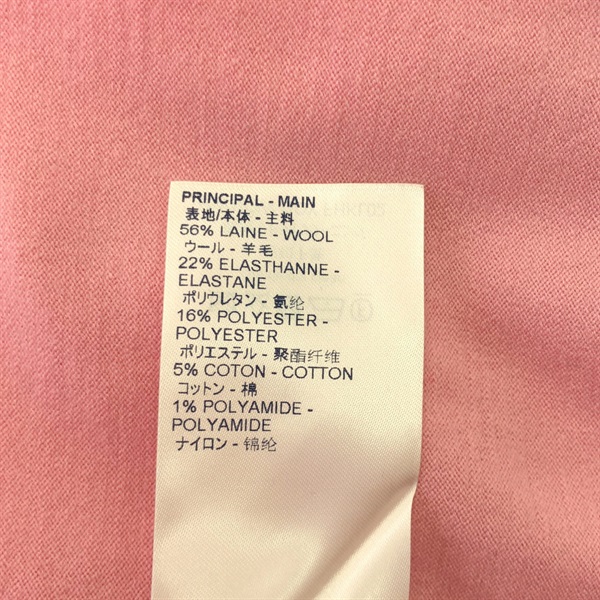 PRINCIPAL - MAIN
表地/本体 - 主料
56% LAINE - WOOL
ウール - 羊毛
22% ELASTHANNE -
ELASTANE
ポリウレタン - 氨纶
16% POLYESTER -
POLYESTER
ポリエステル - 聚酯纤维
5% COTON - COTTON
コットン - 棉
1% POLYAMIDE -
POLYAMIDE
ナイロン - 锦纶